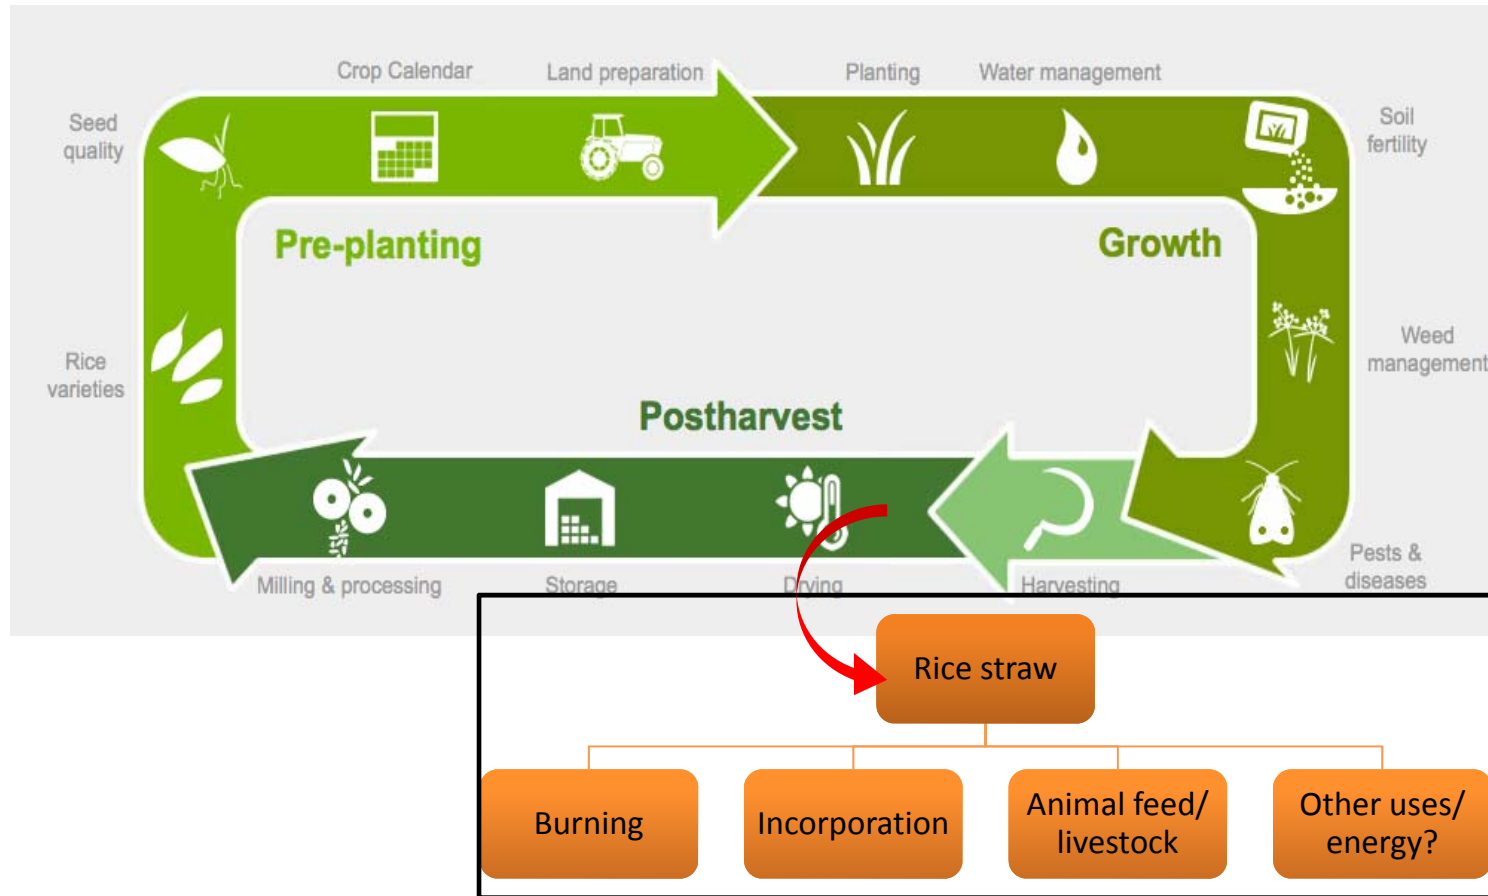 Crop Calendar
Land preparation
Planting
Water management
Seed
quality
Soil
fertility
Pre-planting
Growth
Rice
varieties
Weed
management
Postharvest
Milling & processing
Storage
Drying
Harvesting
Pests &
diseases
Rice straw
Burning
Incorporation
Animal feed/
livestock
Other uses/
energy?